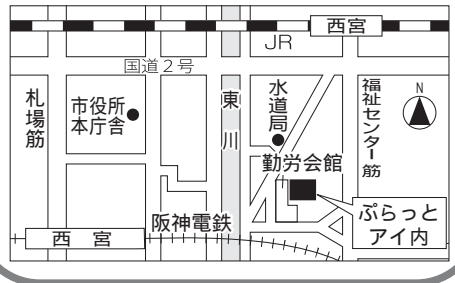 西宮
JR
国道2号
札場筋
市役所
本庁舎
東川
水道局
福祉センター筋
N
勤労会館
ぷらっと
アイ内
阪神電鉄
西宮